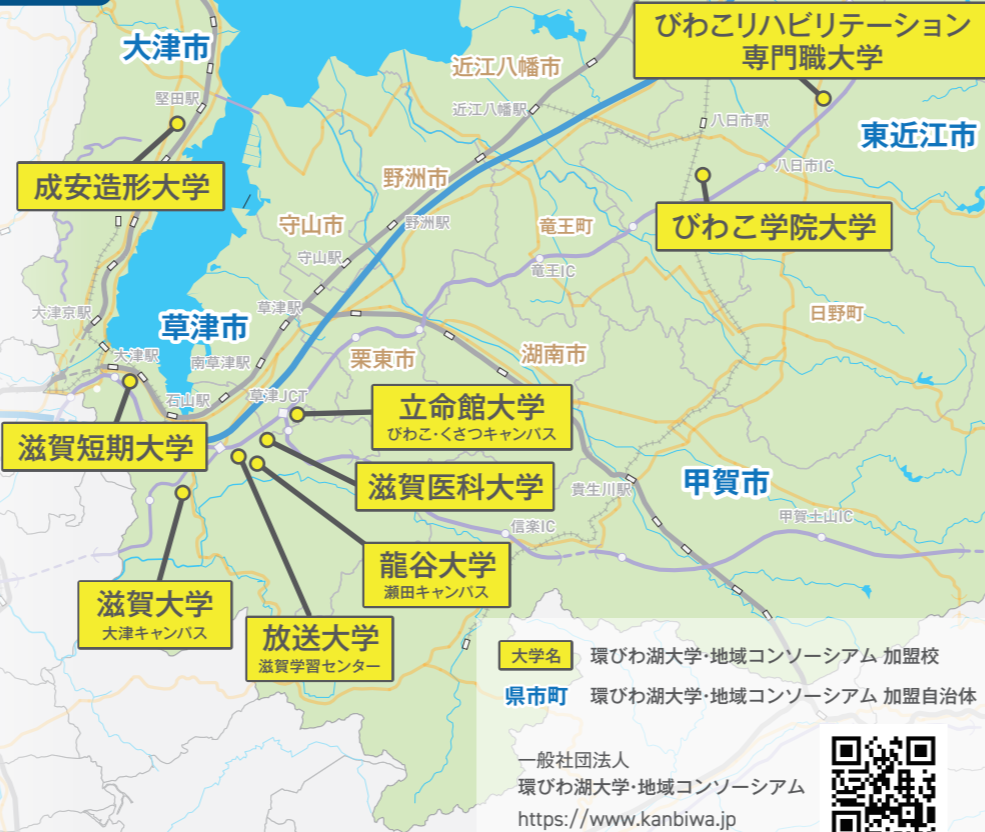 びわこリハビリテーション
専門職大学
大津市
近江八幡市
堅田駅
近江八幡駅
八日市駅
東近江市
成安造形大学
野洲市
八日市IC
守山市
野洲駅
竜王町
びわこ学院大学
守山駅
竜王IC
大津京駅
草津駅
日野町
草津市
大津駅
南草津駅
栗東市
湖南市
石山駅
草津JCT
立命館大学
びわこ・くさつキャンパス
滋賀短期大学
滋賀医科大学
貴生川駅
甲賀市
信楽IC
甲賀土山IC
龍谷大学
瀬田キャンパス
滋賀大学
大津キャンパス
放送大学
滋賀学習センター
大学名 環びわ湖大学・地域コンソーシアム 加盟校
県市町 環びわ湖大学・地域コンソーシアム 加盟自治体
一般社団法人
環びわ湖大学・地域コンソーシアム
https://www.kanbiwa.jp